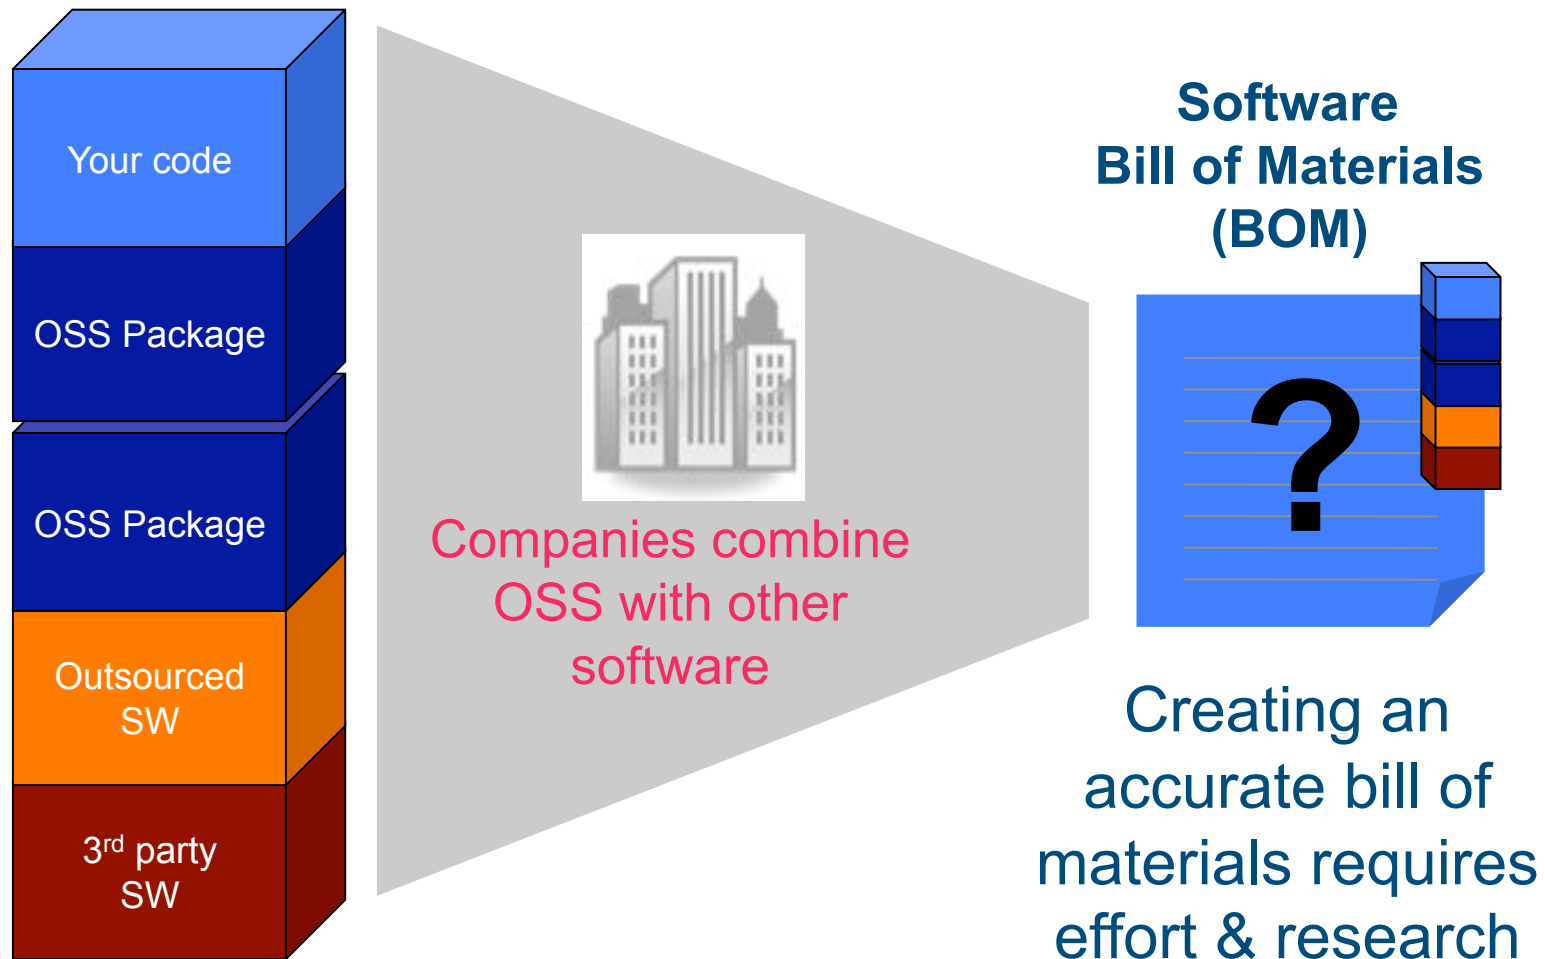 Your code
OSS Package
OSS Package
Outsourced
SW
3rd party
SW
Companies combine
OSS with other
software
Software
Bill of Materials
(BOM)
?
Creating an
accurate bill of
materials requires
effort & research